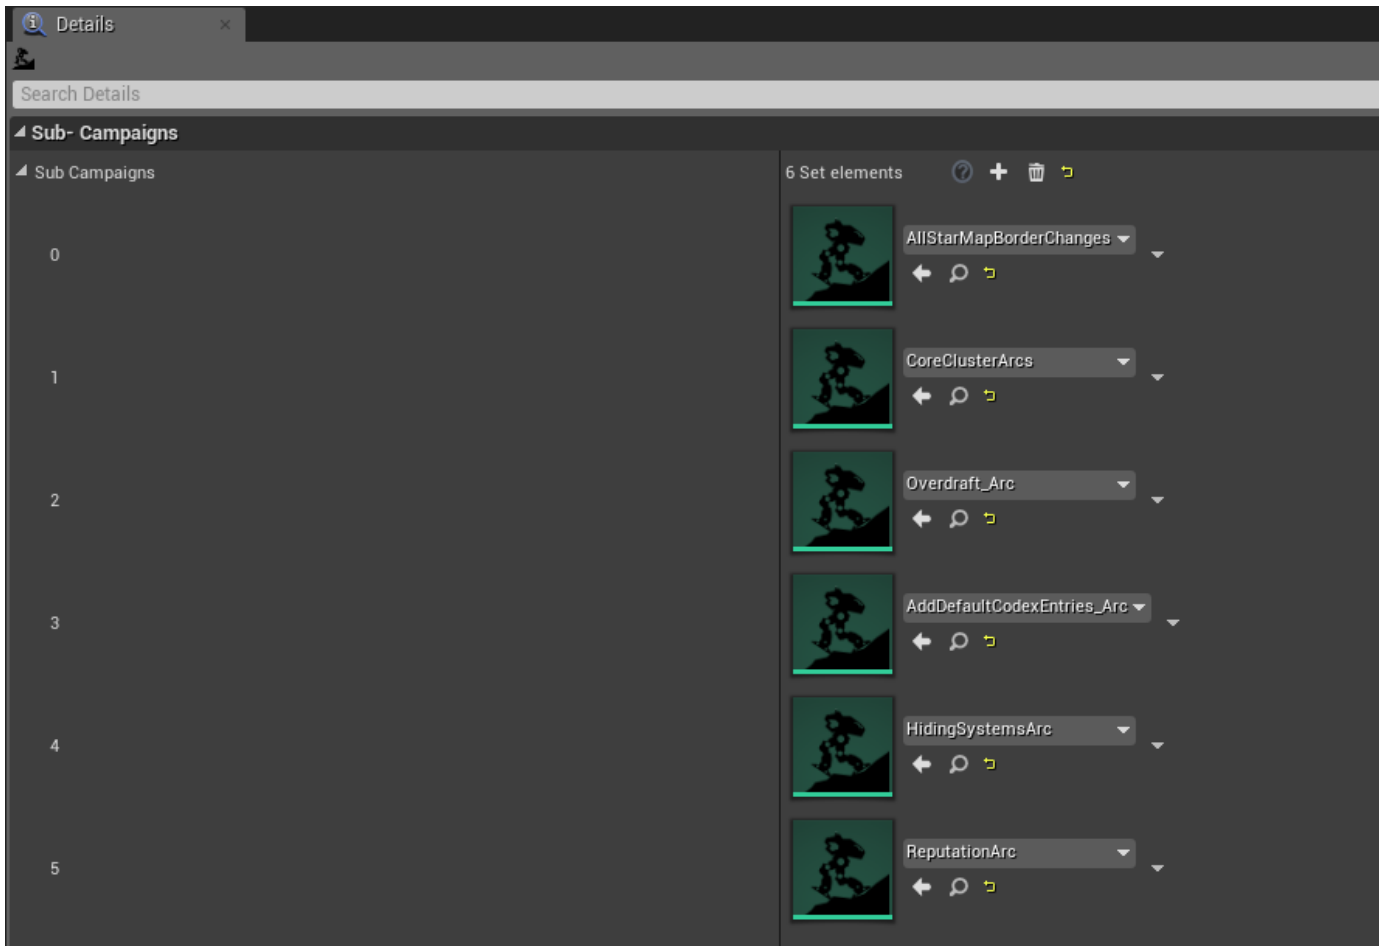 Details
Search Details
Sub- Campaigns
Sub Campaigns
6 Set elements
0
AllStarMapBorderChanges
1
CoreClusterArcs
2
Overdraft_Arc
3
AddDefaultCodexEntries_Arc
4
HidingSystemsArc
5
ReputationArc